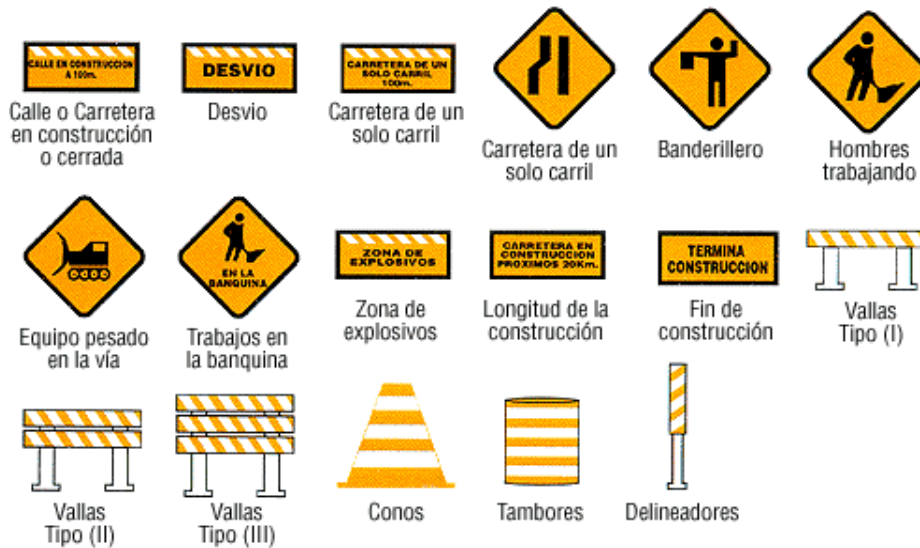 CALLE EN CONSTRUCCION
A 100m.
Calle o Carretera
en construcción
o cerrada
DESVIO
Desvio
CARRETERA DE UN
SOLO CARRIL
100m.
Carretera de un
solo carril
Carretera de un
solo carril
Banderillero
Hombres
trabajando
Equipo pesado
en la vía
EN LA
BANQUINA
Trabajos en
la banquina
ZONA DE
EXPLOSIVOS
Zona de
explosivos
CARRETERA EN
CONSTRUCCION
PROXIMOS 20Km.
Longitud de la
construcción
TERMINA
CONSTRUCCION
Fin de
construcción
Vallas
Tipo (I)
Vallas
Tipo (II)
Vallas
Tipo (III)
Conos
Tambores
Delineadores